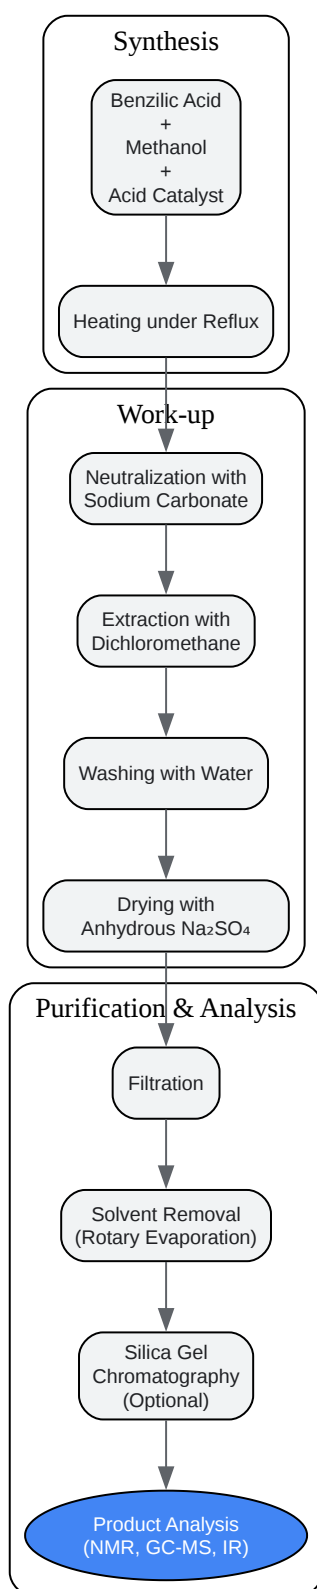 Synthesis
Benzilic Acid
+
Methanol
+
Acid Catalyst
Heating under Reflux
Work-up
Neutralization with
Sodium Carbonate
Extraction with
Dichloromethane
Washing with Water
Drying with
Anhydrous Na₂SO₄
Purification & Analysis
Filtration
Solvent Removal
(Rotary Evaporation)
Silica Gel
Chromatography
(Optional)
Product Analysis
(NMR, GC-MS, IR)